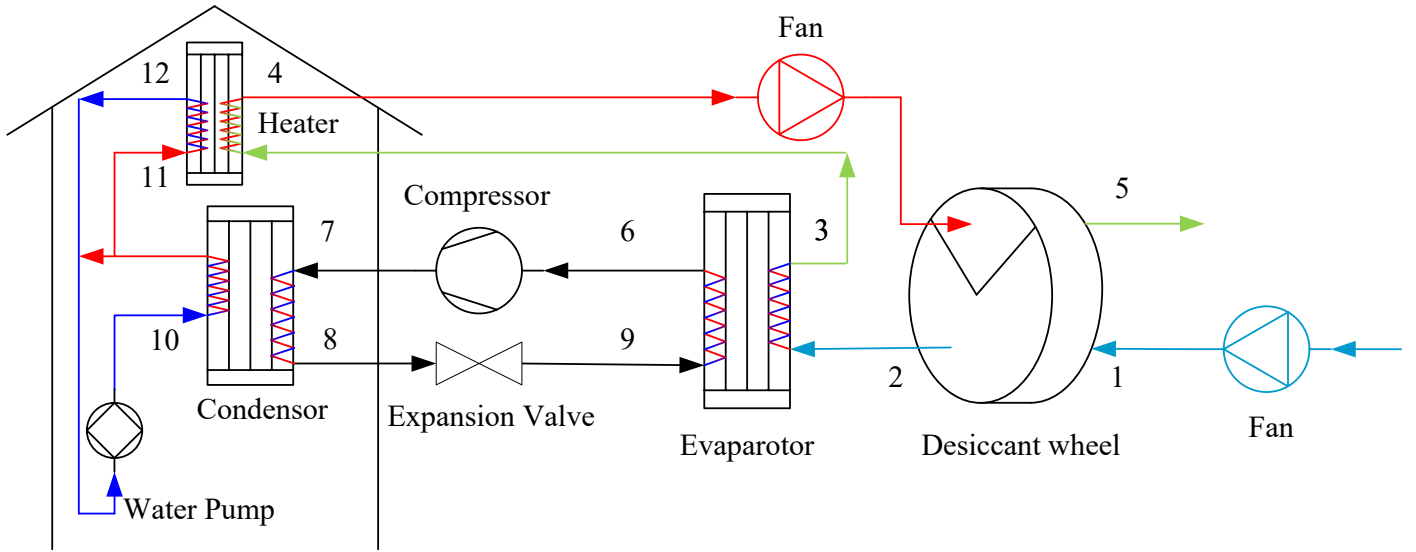 Fan
12
4
Heater
11
Compressor
7
6
3
5
10
8
9
2
1
Condensor
Expansion Valve
Evaparotor
Desiccant wheel
Fan
Water Pump